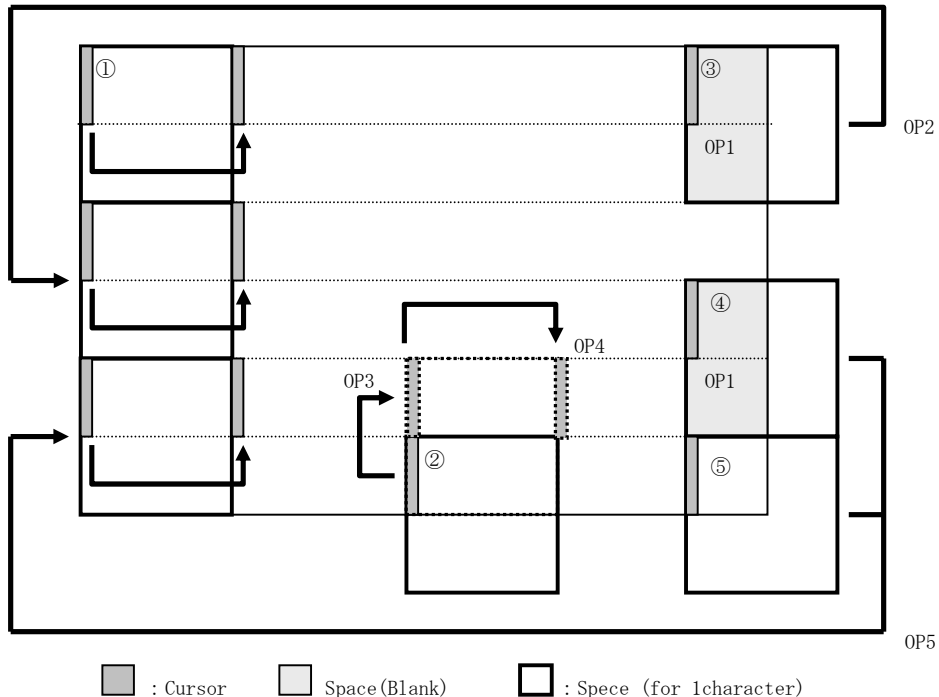 ①
③
OP2
OP1
④
OP4
OP3
OP1
②
⑤
OP5
: Cursor
Space(Blank)
: Spece (for 1character)